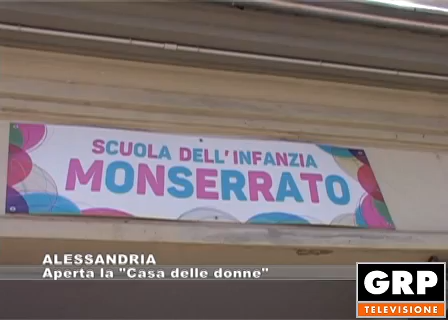 SCUOLA DELL'INFANZIA
MONSERRATO
ALESSANDRIA
Aperta la "Casa delle donne"
GRP
TELEVISIONE